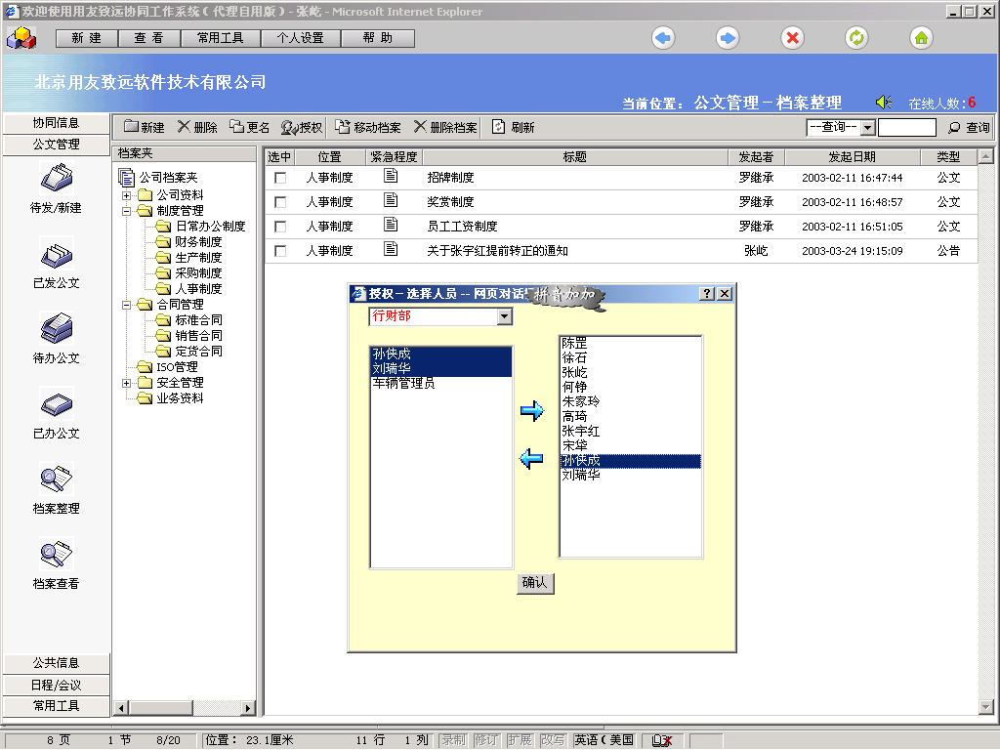 欢迎使用用友致远协同工作系统(代理自用版) - 张屹 - Microsoft Internet Explorer
新 建 查 看 常用工具 个人设置 帮 助
北京用友致远软件技术有限公司
当前位置: 公文管理-档案整理 在线人数:6
协同信息
公文管理
待发/新建
已发公文
待办公文
已办公文
档案整理
档案查看
公共信息
日程/会议
常用工具
新建 删除 更名 授权 移动档案 删除档案 刷新 --查询-- 查询
档案夹
公司档案夹
公司资料
制度管理
日常办公制度
财务制度
生产制度
采购制度
人事制度
合同管理
标准合同
销售合同
定货合同
ISO管理
安全管理
业务资料
选中 位置 紧急程度 标题 发起者 发起日期 类型
人事制度 招牌制度 罗继承 2003-02-11 16:47:44 公文
人事制度 奖赏制度 罗继承 2003-02-11 16:48:57 公文
人事制度 员工工资制度 罗继承 2003-02-11 16:51:05 公文
人事制度 关于张宇红提前转正的通知 张屹 2003-03-24 19:15:09 公告
授权-选择人员 -- 网页对话
拼音加加
行财部
孙侠成
刘瑞华
车辆管理员
陈罡
徐石
张屹
何铮
朱家玲
高琦
张宇红
宋牮
孙侠成
刘瑞华
确认
8 页 1 节 8/20 位置: 23.1厘米 11 行 1 列 录制 修订 扩展 改写 英语(美国